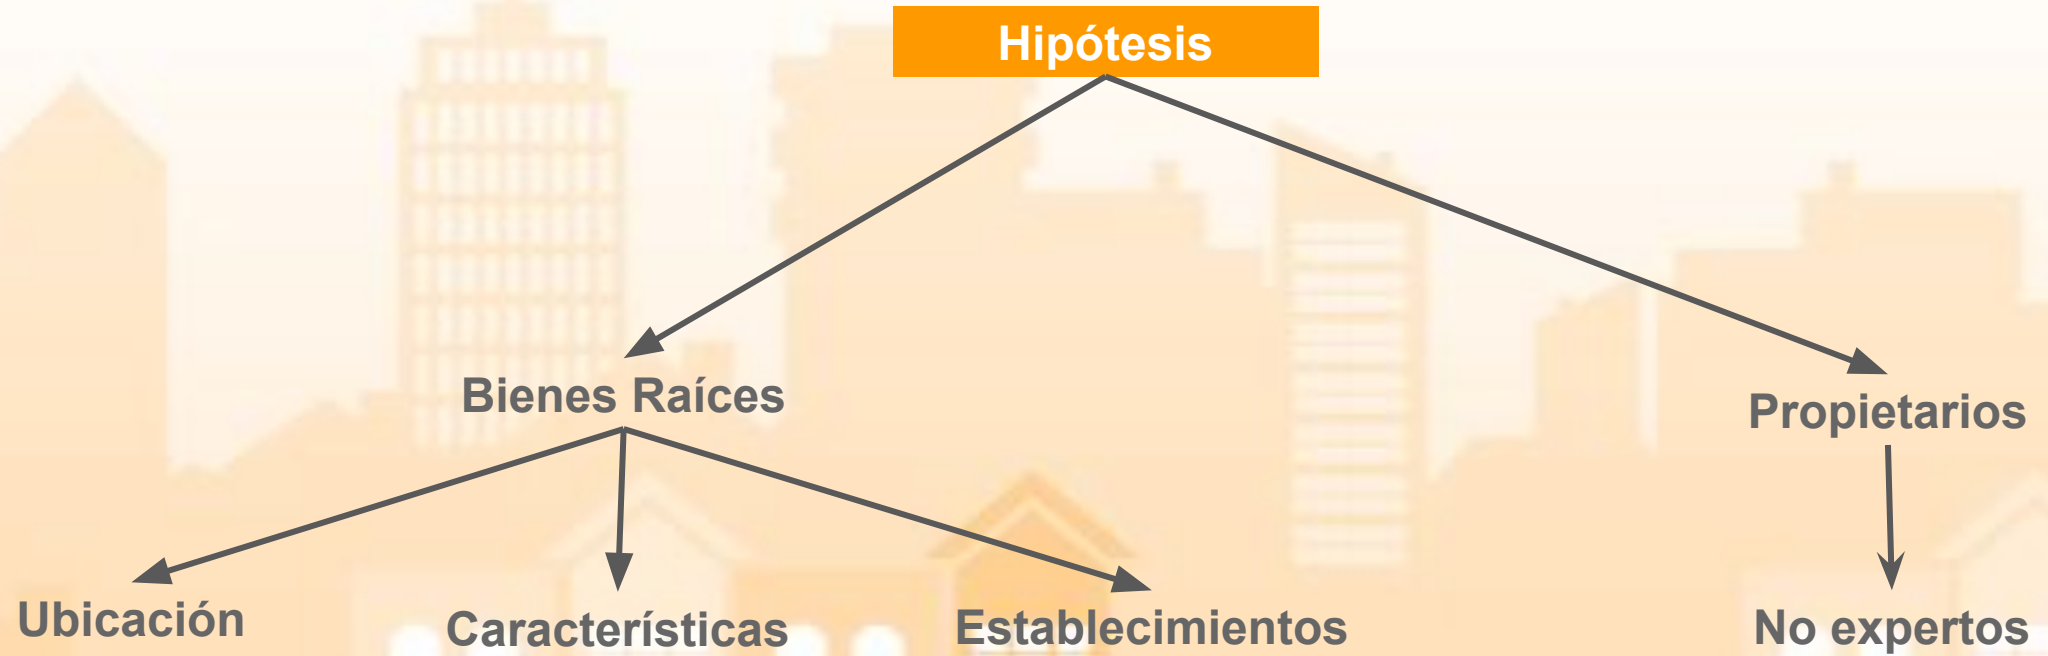 Hipótesis
Bienes Raíces
Propietarios
Ubicación
Características
Establecimientos
No expertos